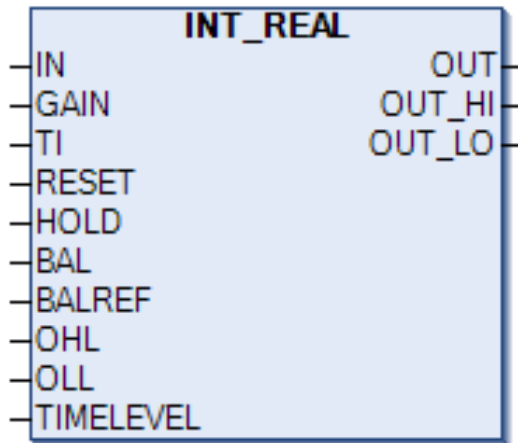 INT_REAL
IN OUT
GAIN OUT_HI
TI OUT_LO
RESET
HOLD
BAL
BALREF
OHL
OLL
TIMELEVEL